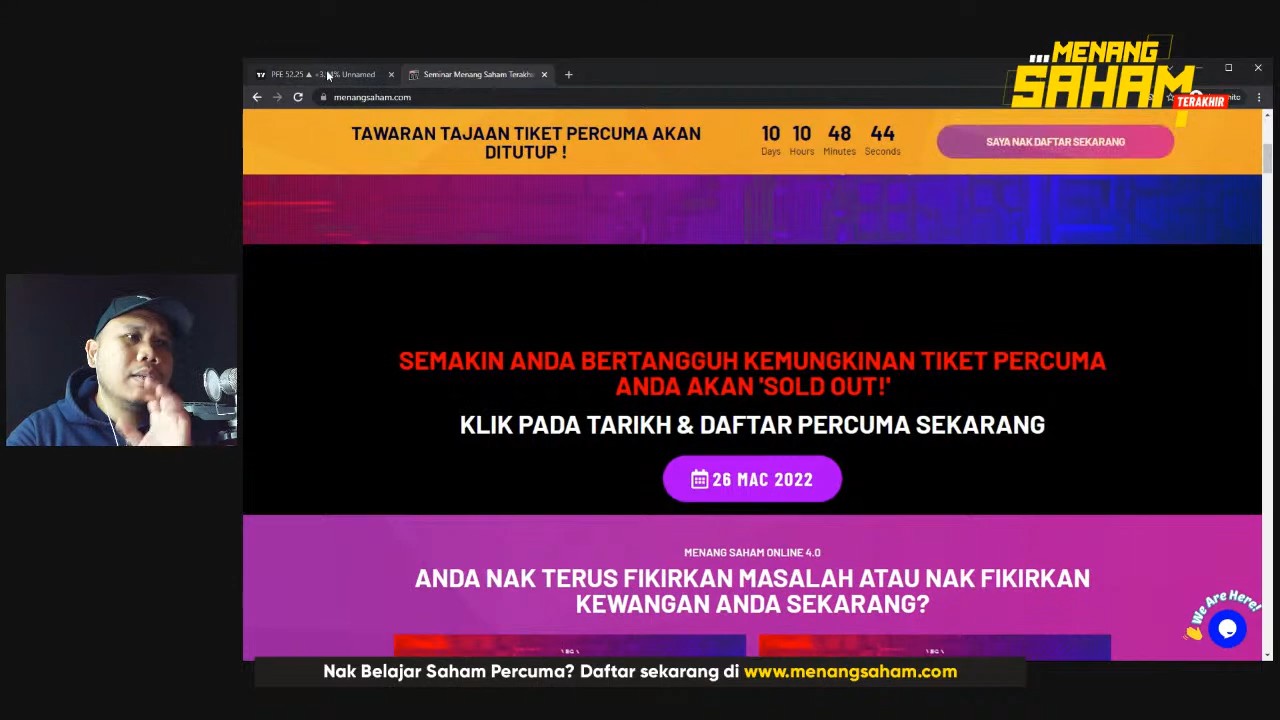 MENANG
SAHAM
TERAKHIR
PFE 52.25 ▲ Unnamed
Seminar Menang Saham Terakh
menangsaham.com
TAWARAN TAJAAN TIKET PERCUMA AKAN
DITUTUP !
10 10 48 44
Days Hours Minutes Seconds
SAYA NAK DAFTAR SEKARANG
SEMAKIN ANDA BERTANGGUH KEMUNGKINAN TIKET PERCUMA
ANDA AKAN 'SOLD OUT!'
KLIK PADA TARIKH & DAFTAR PERCUMA SEKARANG
26 MAC 2022
MENANG SAHAM ONLINE 4.0
ANDA NAK TERUS FIKIRKAN MASALAH ATAU NAK FIKIRKAN
KEWANGAN ANDA SEKARANG?
We Are Here!
Nak Belajar Saham Percuma? Daftar sekarang di www.menangsaham.com